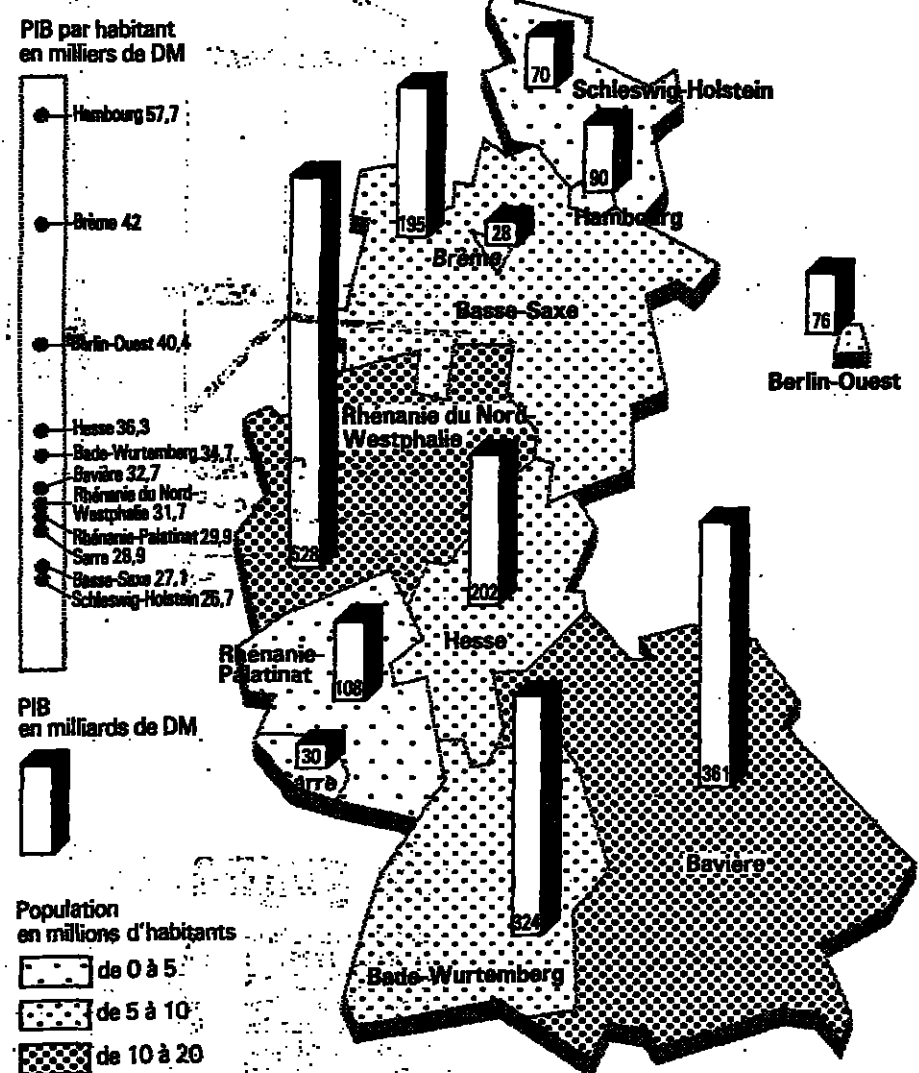 PIB par habitant
en milliers de DM
Hambourg 57,7
Brême 42
Berlin-Ouest 40,4
Hesse 36,3
Bade-Wurtemberg 34,7
Bavière 32,7
Rhénanie du Nord-
Westphalie 31,7
Rhénanie-Palatinat 29,9
Sarre 28,9
Basse-Saxe 27,1
Schleswig-Holstein 26,7
PIB
en milliards de DM
Population
en millions d'habitants
de 0 à 5
de 5 à 10
de 10 à 20
70
Schleswig-Holstein
90
Hambourg
195
28
Brême
Basse-Saxe
76
Berlin-Ouest
Rhénanie du Nord-
Westphalie
528
202
Hesse
Rhénanie-
Palatinat
108
30
Sarre
361
Bavière
324
Bade-Wurtemberg